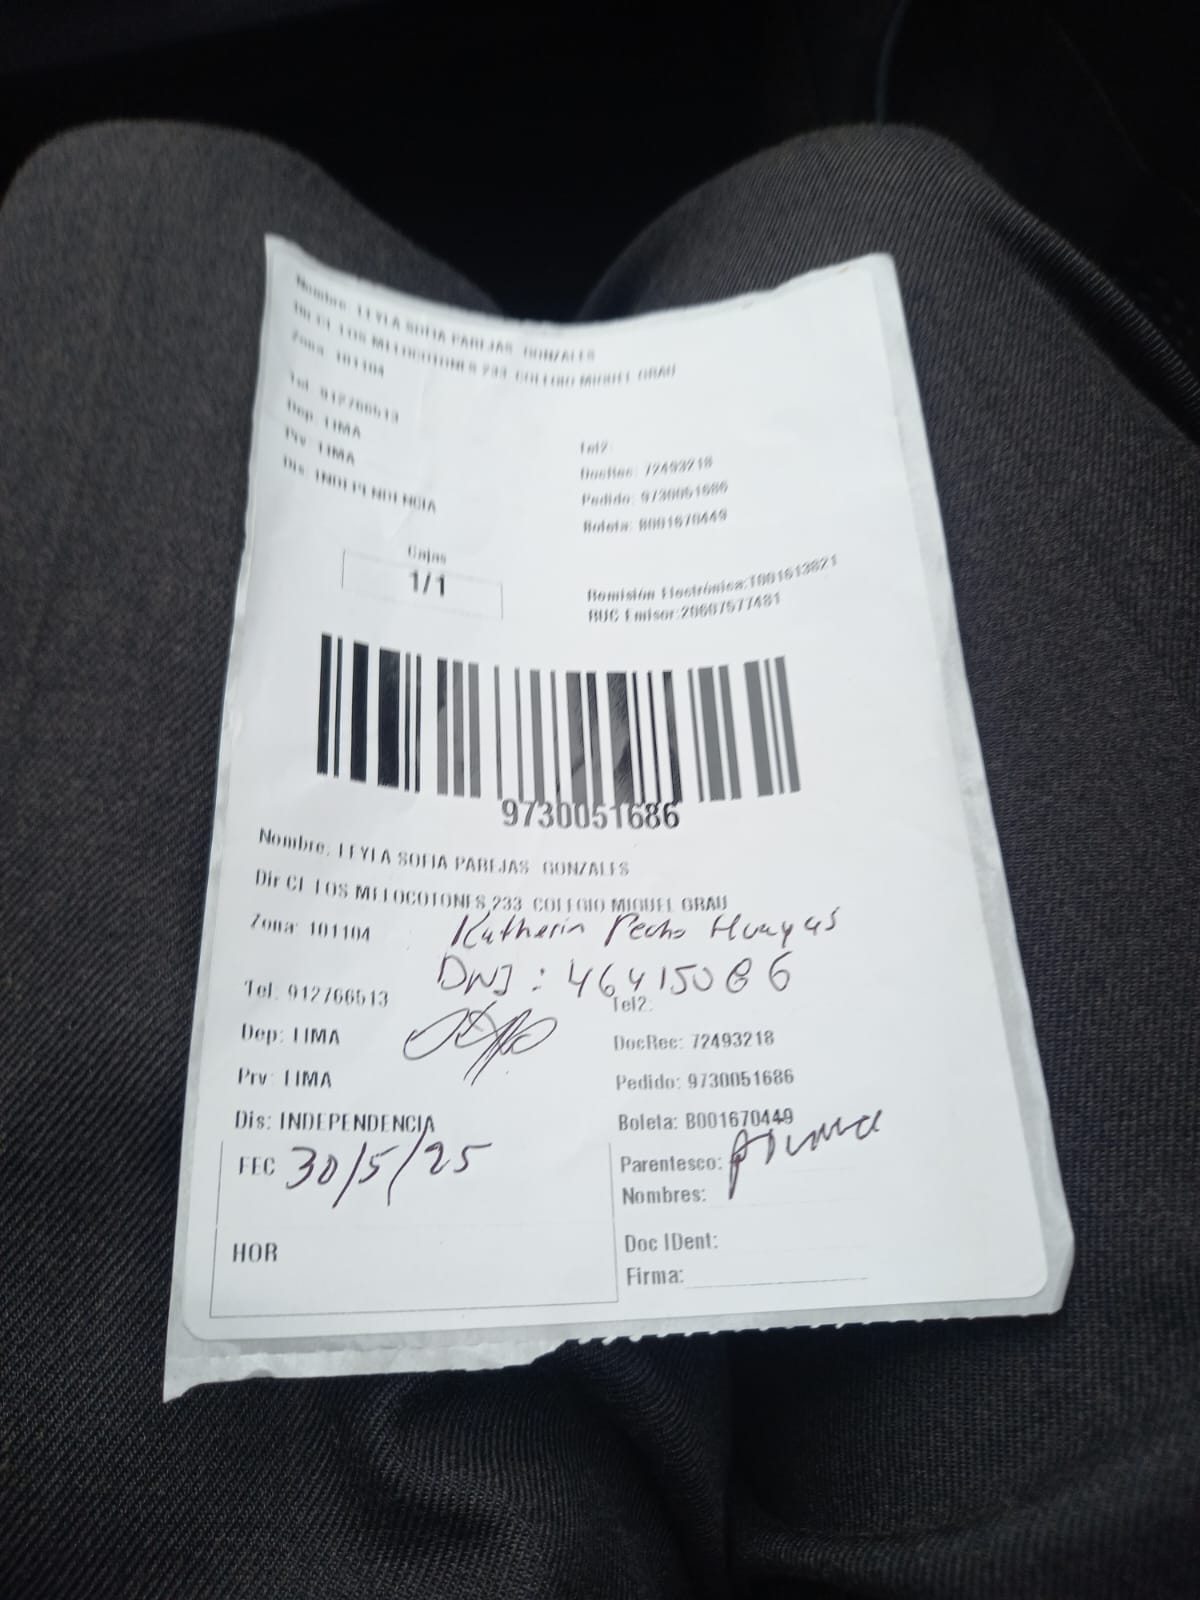 Nombre: LEYLA SOFIA PAREJAS GONZALES
Dir CL LOS MELOCOTONES 233 COLEGIO MIGUEL GRAU
Zona: 101104
Tel: 912766513
Dep: LIMA
Prv: LIMA
Dis: INDEPENDENCIA
Tel2:
DocRec: 72493218
Pedido: 9730051686
Boleta: B001670449
Cajas
1/1
Remisión Electrónica:T001613821
RUC Emisor:20607577481
9730051686
Nombre: LEYLA SOFIA PAREJAS GONZALES
Dir CL LOS MELOCOTONES 233 COLEGIO MIGUEL GRAU
Zona: 101104
Katherin Pecho Huayas
DNI: 46415086
Tel: 912766513
Tel2:
Dep: LIMA
DocRec: 72493218
Prv: LIMA
Pedido: 9730051686
Dis: INDEPENDENCIA
Boleta: B001670449
FEC 30/5/25
Parentesco:
Nombres:
HOR
Doc IDent:
Firma: